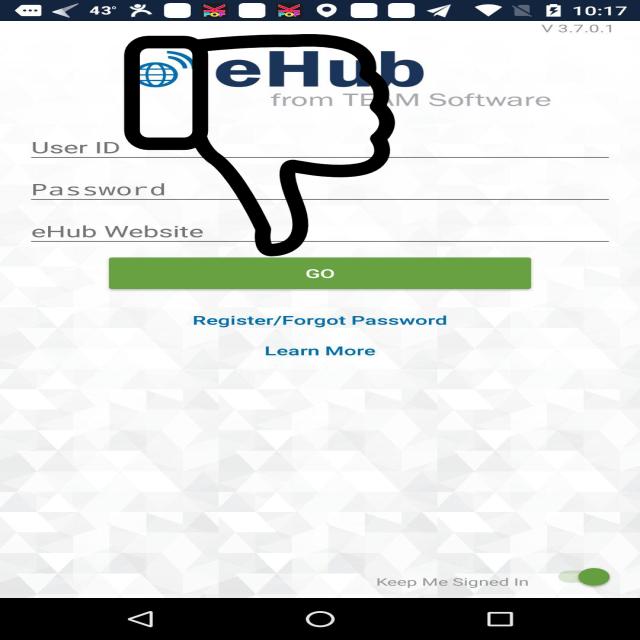 43° 10:17
V 3.7.0.1
eHub
from TEAM Software
User ID
Password
eHub Website
GO
Register/Forgot Password
Learn More
Keep Me Signed In